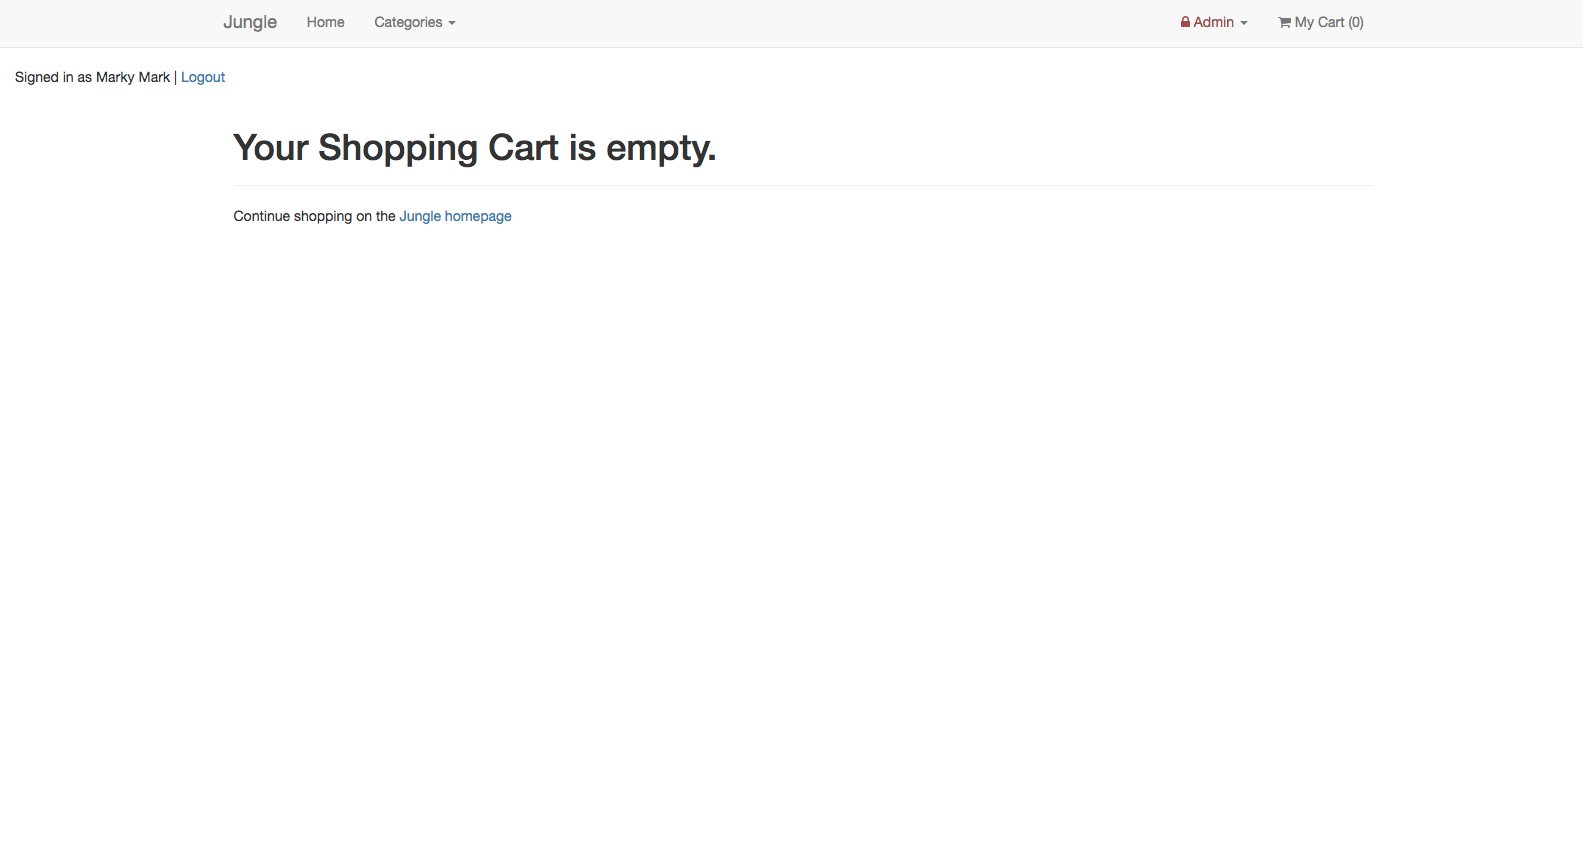 Jungle Home Categories Admin My Cart (0)
Signed in as Marky Mark | Logout
Your Shopping Cart is empty.
Continue shopping on the Jungle homepage